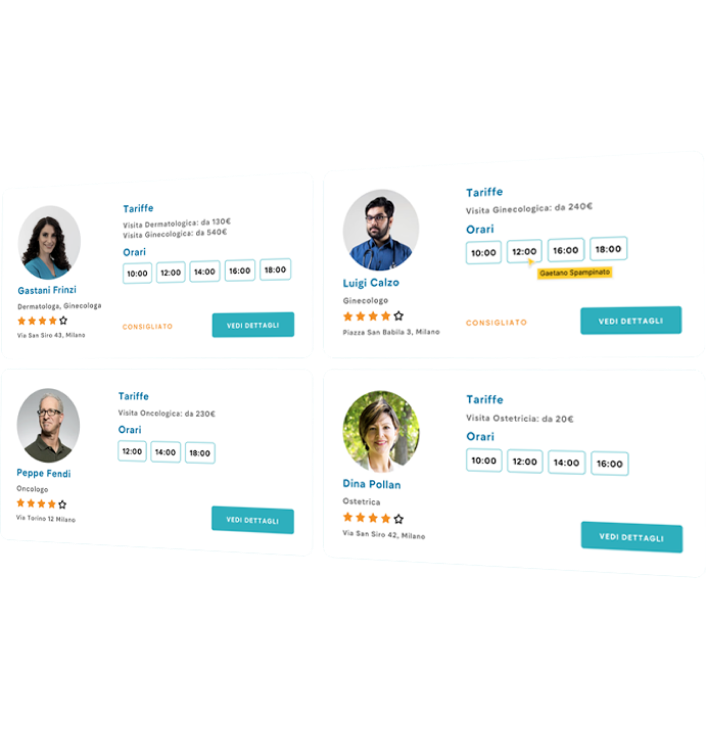 Tariffe
Visita Dermatologica: da 130€
Visita Ginecologica: da 540€
Orari
10:00 12:00 14:00 16:00 18:00
Gastani Frinzi
Dermatologa, Ginecologa
Via San Siro 43, Milano
CONSIGLIATO
VEDI DETTAGLI
Tariffe
Visita Ginecologica: da 240€
Orari
10:00 12:00 16:00 18:00
Gaetano Spampinato
Luigi Calzo
Ginecologo
Piazza San Babila 3, Milano
CONSIGLIATO
VEDI DETTAGLI
Tariffe
Visita Oncologica: da 230€
Orari
12:00 14:00 18:00
Peppe Fendi
Oncologo
Via Torino 12 Milano
VEDI DETTAGLI
Tariffe
Visita Ostetricia: da 20€
Orari
10:00 12:00 14:00 16:00
Dina Pollan
Ostetrica
Via San Siro 42, Milano
VEDI DETTAGLI